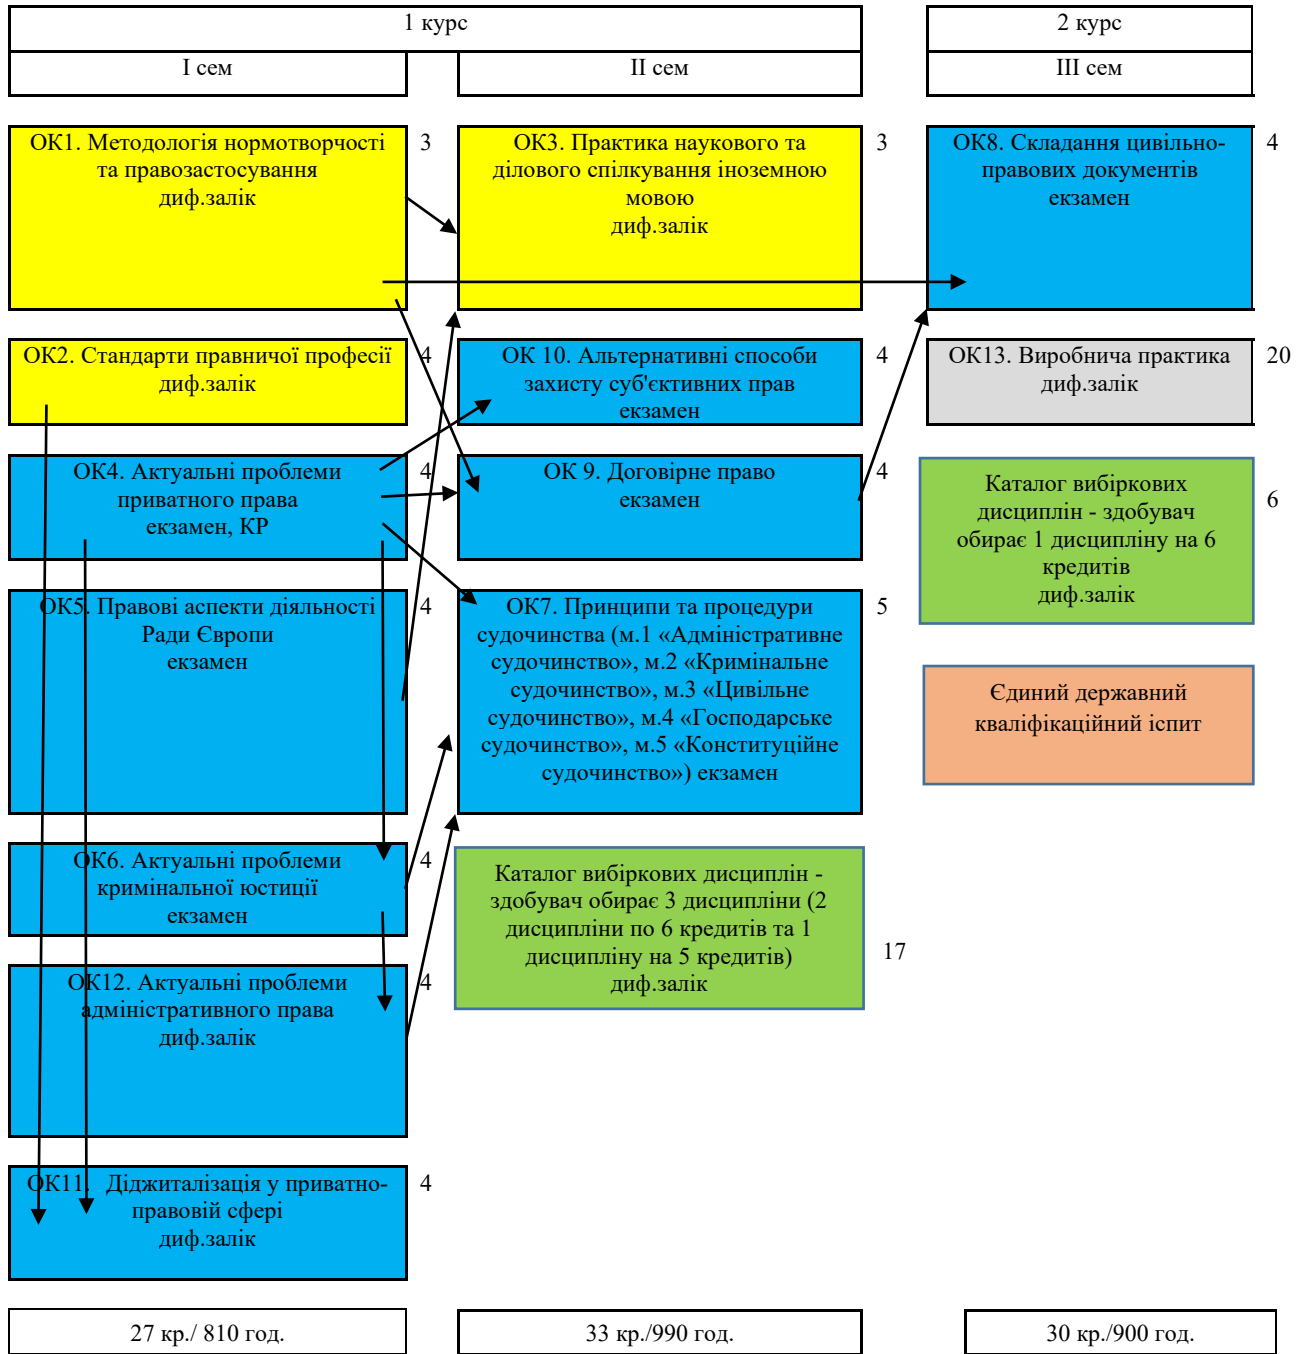 1 курс
2 курс
І сем
ІІ сем
ІІІ сем
ОК1. Методологія нормотворчості
та правозастосування
диф.залік
3
ОК2. Стандарти правничої професії
диф.залік
4
ОК4. Актуальні проблеми
приватного права
екзамен, КР
4
ОК5. Правові аспекти діяльності
Ради Європи
екзамен
4
ОК6. Актуальні проблеми
кримінальної юстиції
екзамен
4
ОК12. Актуальні проблеми
адміністративного права
диф.залік
4
ОК11. Діджиталізація у приватно-
правовій сфері
диф.залік
4
27 кр./ 810 год.
ОК3. Практика наукового та
ділового спілкування іноземною
мовою
диф.залік
3
ОК 10. Альтернативні способи
захисту суб'єктивних прав
екзамен
4
ОК 9. Договірне право
екзамен
4
ОК7. Принципи та процедури
судочинства (м.1 «Адміністративне
судочинство», м.2 «Кримінальне
судочинство», м.3 «Цивільне
судочинство», м.4 «Господарське
судочинство», м.5 «Конституційне
судочинство») екзамен
5
Каталог вибіркових дисциплін -
здобувач обирає 3 дисципліни (2
дисципліни по 6 кредитів та 1
дисципліну на 5 кредитів)
диф.залік
17
33 кр./990 год.
ОК8. Складання цивільно-
правових документів
екзамен
4
ОК13. Виробнича практика
диф.залік
20
Каталог вибіркових
дисциплін - здобувач
обирає 1 дисципліну на 6
кредитів
диф.залік
6
Єдиний державний
кваліфікаційний іспит
30 кр./900 год.